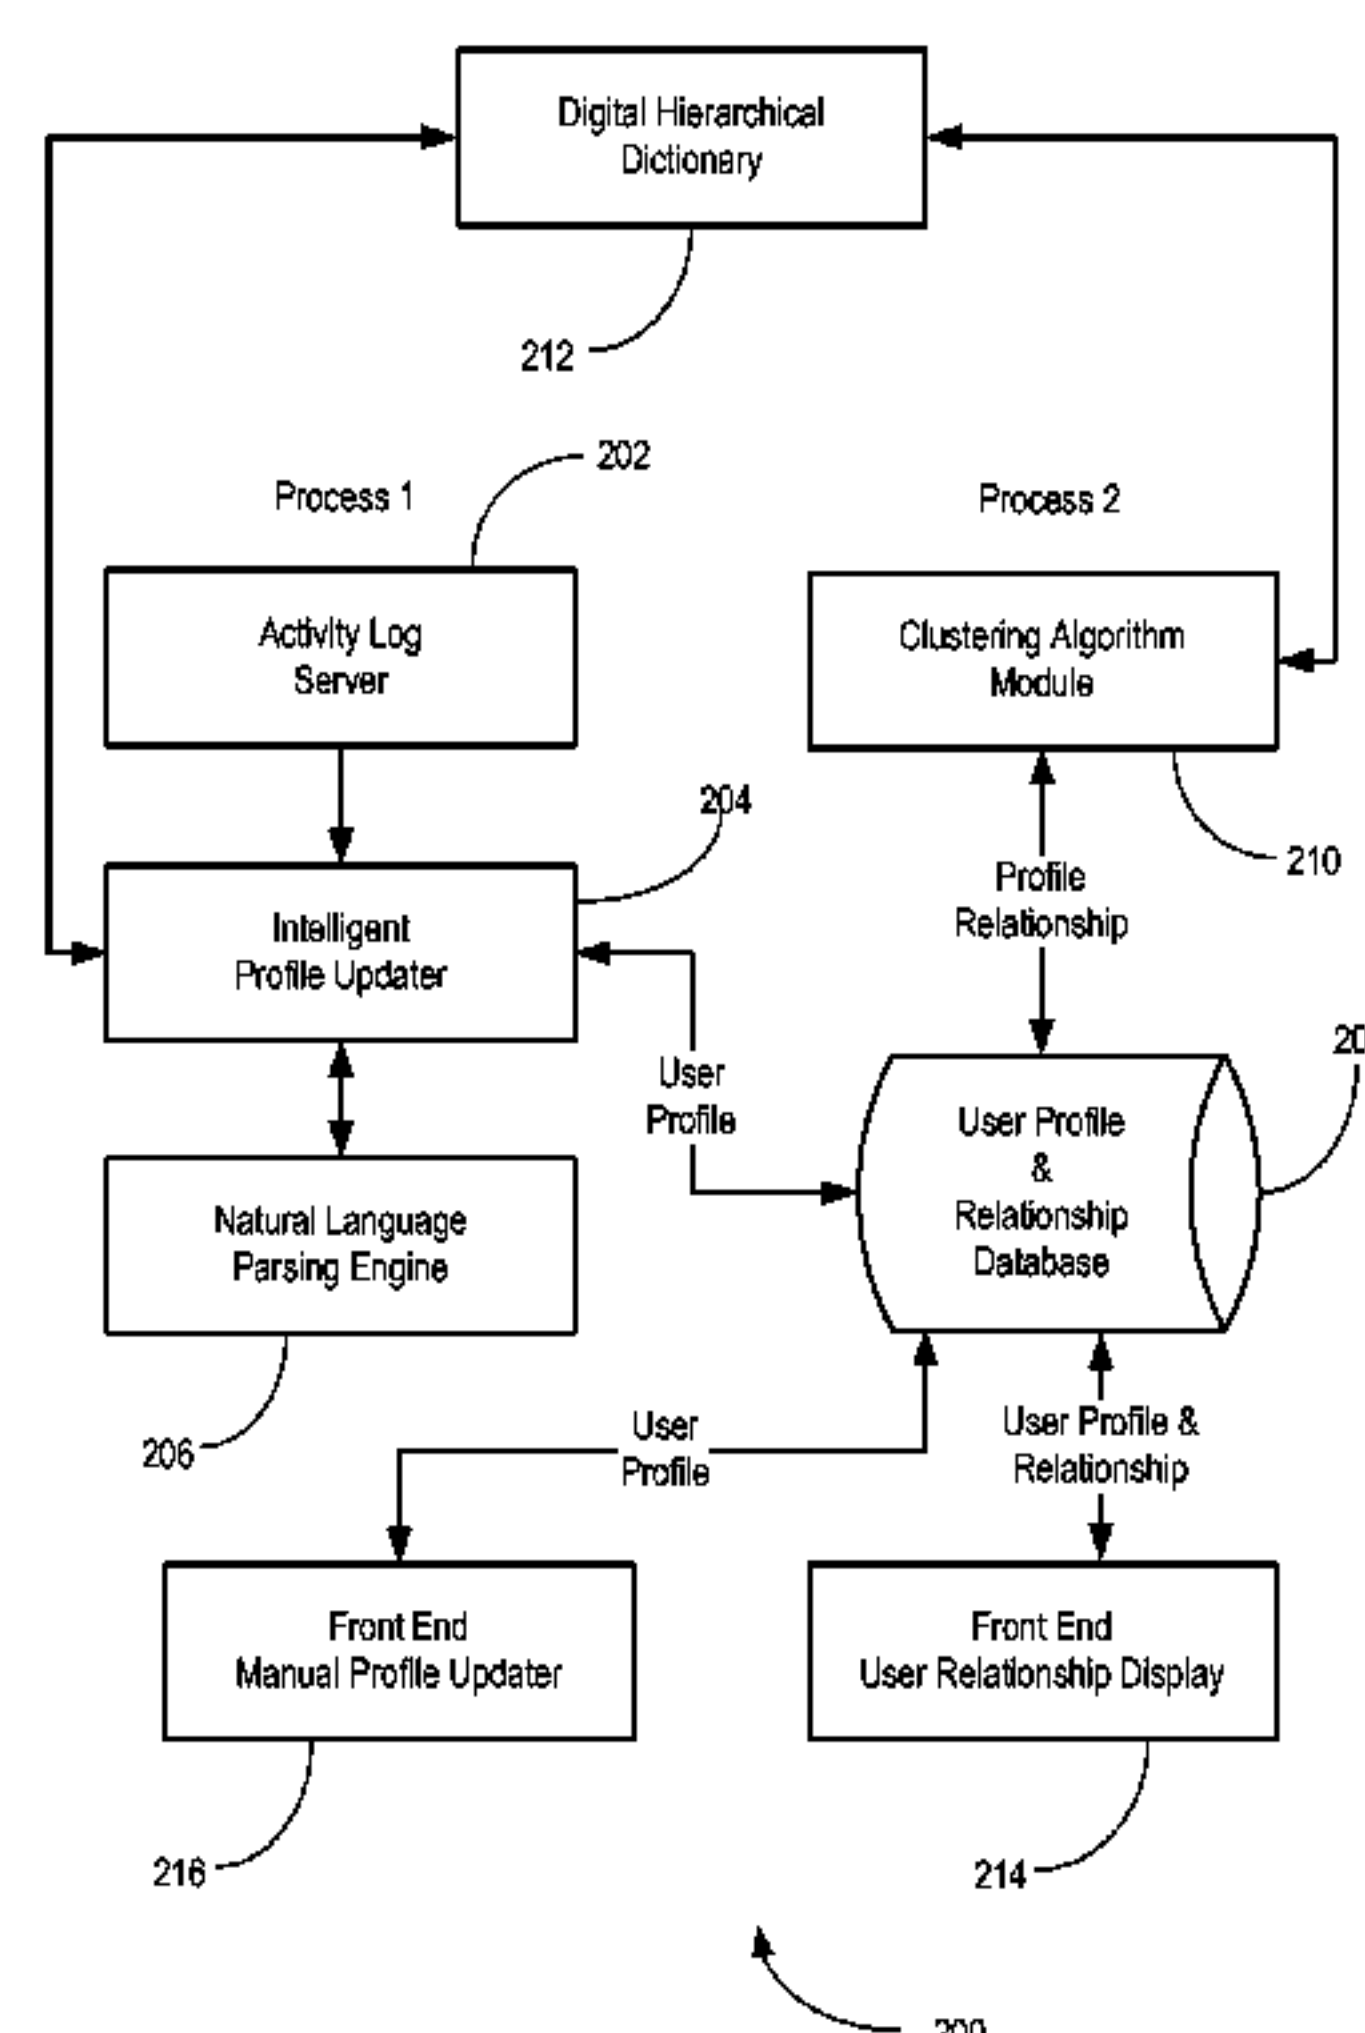 Digital Hierarchical
Dictionary
212
202
Process 1
Process 2
Activity Log
Server
Clustering Algorithm
Module
204
210
Profile
Relationship
Intelligent
Profile Updater
User
Profile
20
User Profile
&
Relationship
Database
Natural Language
Parsing Engine
206
User
Profile
User Profile &
Relationship
Front End
Manual Profile Updater
Front End
User Relationship Display
216
214